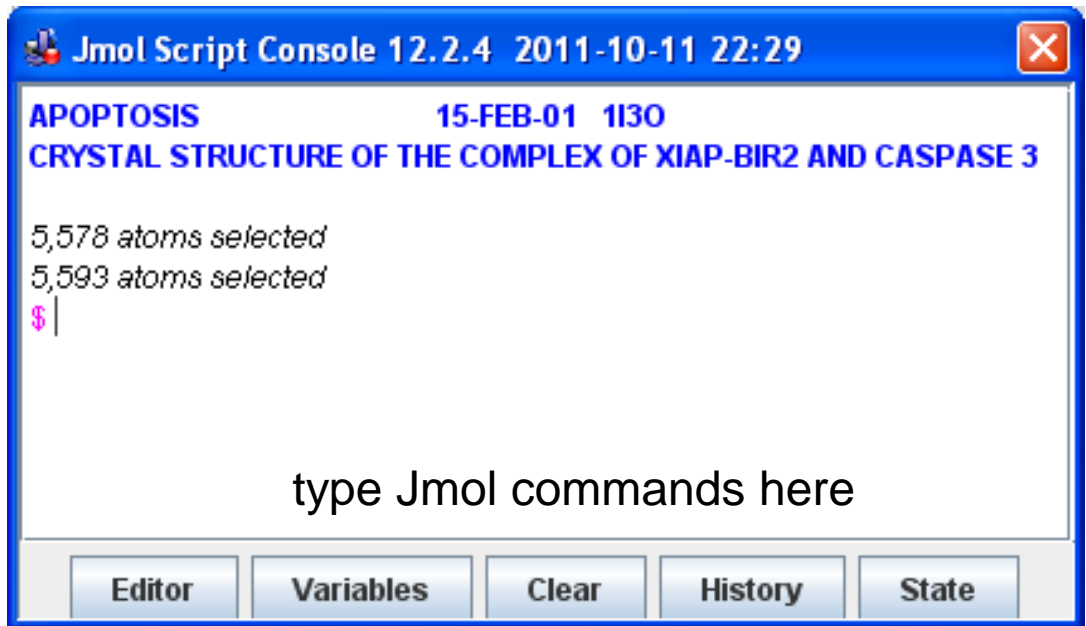 Jmol Script Console 12.2.4 2011-10-11 22:29
APOPTOSIS 15-FEB-01 1I3O
CRYSTAL STRUCTURE OF THE COMPLEX OF XIAP-BIR2 AND CASPASE 3
5,578 atoms selected
5,593 atoms selected
$
type Jmol commands here
Editor Variables Clear History State